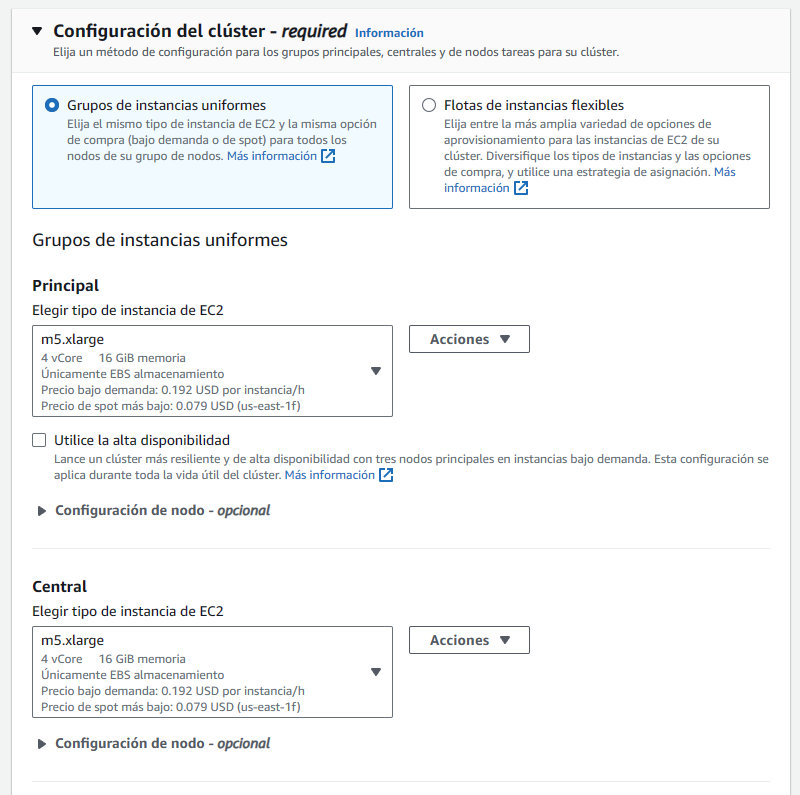 Configuración del clúster - required Información
Elija un método de configuración para los grupos principales, centrales y de nodos tareas para su clúster.
Grupos de instancias uniformes
Elija el mismo tipo de instancia de EC2 y la misma opción
de compra (bajo demanda o de spot) para todos los
nodos de su grupo de nodos. Más información
Flotas de instancias flexibles
Elija entre la más amplia variedad de opciones de
aprovisionamiento para las instancias de EC2 de su
clúster. Diversifique los tipos de instancias y las opciones
de compra, y utilice una estrategia de asignación. Más
información
Grupos de instancias uniformes
Principal
Elegir tipo de instancia de EC2
m5.xlarge
4 vCore 16 GiB memoria
Únicamente EBS almacenamiento
Precio bajo demanda: 0.192 USD por instancia/h
Precio de spot más bajo: 0.079 USD (us-east-1f)
Acciones
Utilice la alta disponibilidad
Lance un clúster más resiliente y de alta disponibilidad con tres nodos principales en instancias bajo demanda. Esta configuración se
aplica durante toda la vida útil del clúster. Más información
Configuración de nodo - opcional
Central
Elegir tipo de instancia de EC2
m5.xlarge
4 vCore 16 GiB memoria
Únicamente EBS almacenamiento
Precio bajo demanda: 0.192 USD por instancia/h
Precio de spot más bajo: 0.079 USD (us-east-1f)
Acciones
Configuración de nodo - opcional